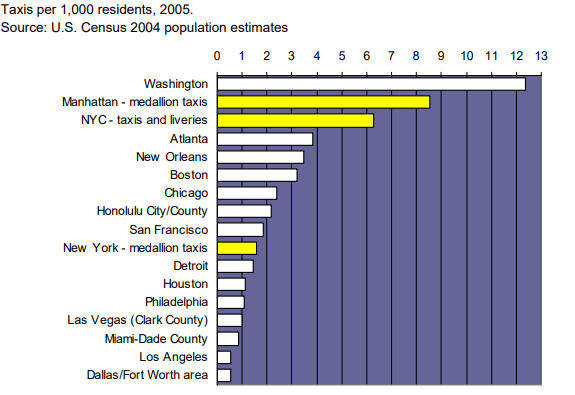 Taxis per 1,000 residents, 2005.
Source: U.S. Census 2004 population estimates
0 1 2 3 4 5 6 7 8 9 10 11 12 13
Washington
Manhattan - medallion taxis
NYC - taxis and liveries
Atlanta
New Orleans
Boston
Chicago
Honolulu City/County
San Francisco
New York - medallion taxis
Detroit
Houston
Philadelphia
Las Vegas (Clark County)
Miami-Dade County
Los Angeles
Dallas/Fort Worth area